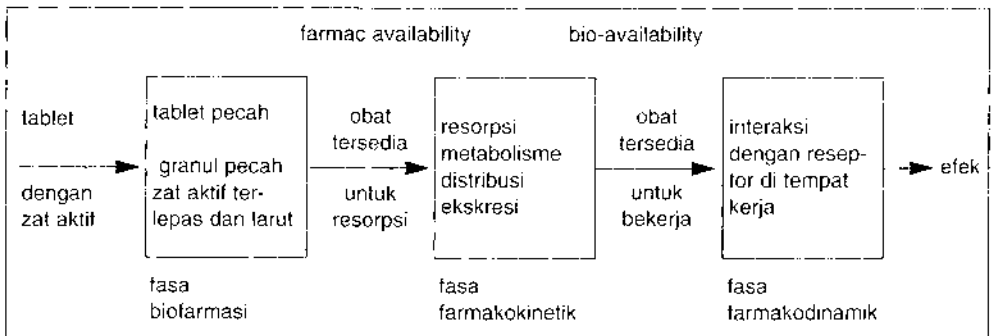 farmac availability
bio-availability
tablet
dengan
zat aktif
tablet pecah
granul pecah
zat aktif ter-
lepas dan larut
fasa
biofarmasi
obat
tersedia
untuk
resorpsi
resorpsi
metabolisme
distribusi
ekskresi
fasa
farmakokinetik
obat
tersedia
untuk
bekerja
interaksi
dengan resep-
tor di tempat
kerja
fasa
farmakodinamik
efek